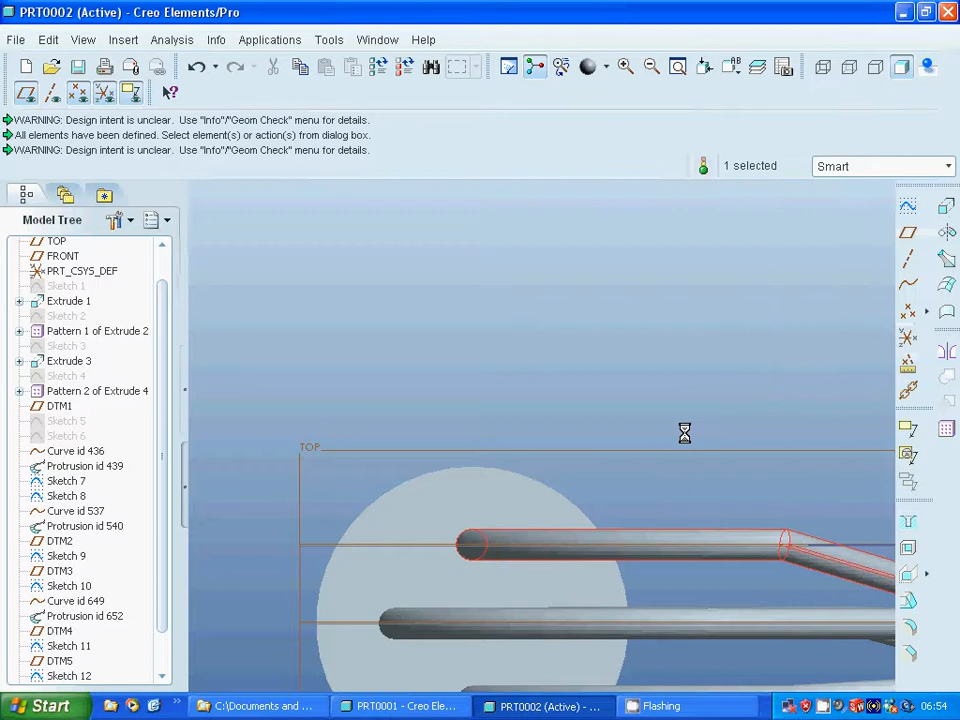 PRT0002 (Active) - Creo Elements/Pro
File Edit View Insert Analysis Info Applications Tools Window Help
WARNING: Design intent is unclear. Use "Info"/"Geom Check" menu for details.
All elements have been defined. Select element(s) or action(s) from dialog box.
WARNING: Design intent is unclear. Use "Info"/"Geom Check" menu for details.
1 selected
Smart
Model Tree
TOP
FRONT
PRT_CSYS_DEF
Sketch 1
Extrude 1
Sketch 2
Pattern 1 of Extrude 2
Sketch 3
Extrude 3
Sketch 4
Pattern 2 of Extrude 4
DTM1
Sketch 5
Sketch 6
Curve id 436
Protrusion id 439
Sketch 7
Sketch 8
Curve id 537
Protrusion id 540
DTM2
Sketch 9
DTM3
Sketch 10
Curve id 649
Protrusion id 652
DTM4
Sketch 11
DTM5
Sketch 12
TOP
Start
C:\Documents and ...
PRT0001 - Creo Ele...
PRT0002 (Active) - ...
Flashing
06:54